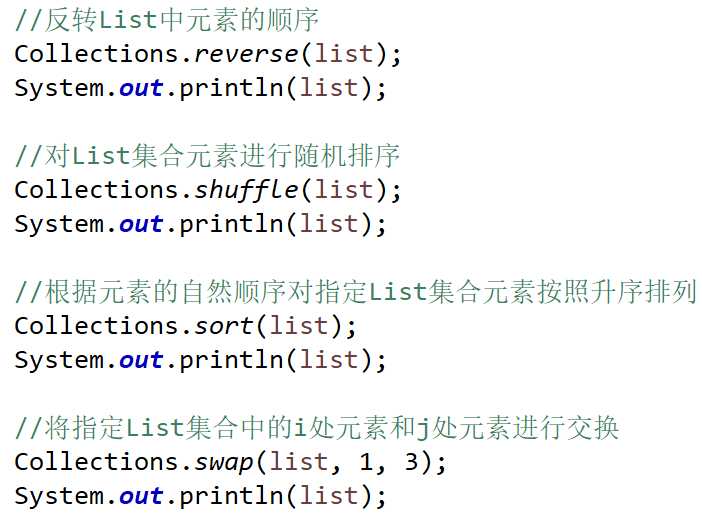 //反转List中元素的顺序
Collections.reverse(list);
System.out.println(list);
//对List集合元素进行随机排序
Collections.shuffle(list);
System.out.println(list);
//根据元素的自然顺序对指定List集合元素按照升序排列
Collections.sort(list);
System.out.println(list);
//将指定List集合中的i处元素和j处元素进行交换
Collections.swap(list, 1, 3);
System.out.println(list);